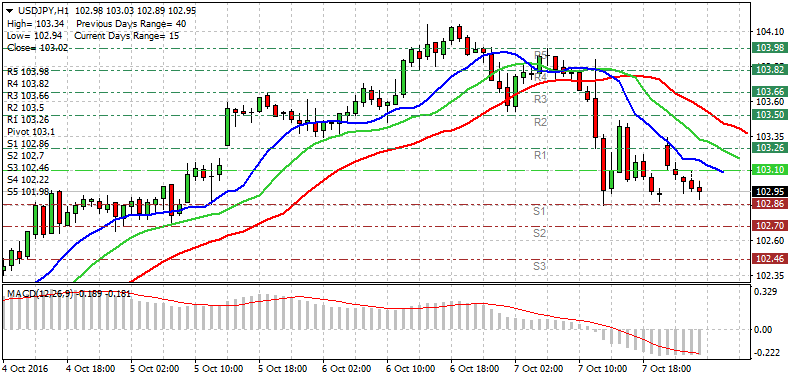 USDJPY,H1 102.98 103.03 102.89 102.95
High= 103.34 Previous Days Range= 40
Low= 102.94 Current Days Range= 15
Close= 103.02
R5 103.98
R4 103.82
R3 103.66
R2 103.5
R1 103.26
Pivot 103.1
S1 102.86
S2 102.7
S3 102.46
S4 102.22
S5 101.98
R5
R4
R3
R2
R1
S1
S2
S3
104.10
103.98
103.82
103.66
103.60
103.50
103.35
103.26
103.10
102.95
102.86
102.70
102.60
102.46
102.35
MACD(12,26,9) -0.189 -0.181
0.329
0.00
-0.222
4 Oct 2016
4 Oct 18:00
5 Oct 02:00
5 Oct 10:00
5 Oct 18:00
6 Oct 02:00
6 Oct 10:00
6 Oct 18:00
7 Oct 02:00
7 Oct 10:00
7 Oct 18:00